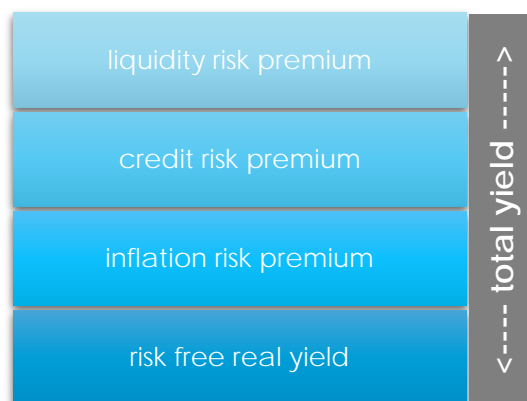 liquidity risk premium
credit risk premium
inflation risk premium
risk free real yield
<---- total yield ----->